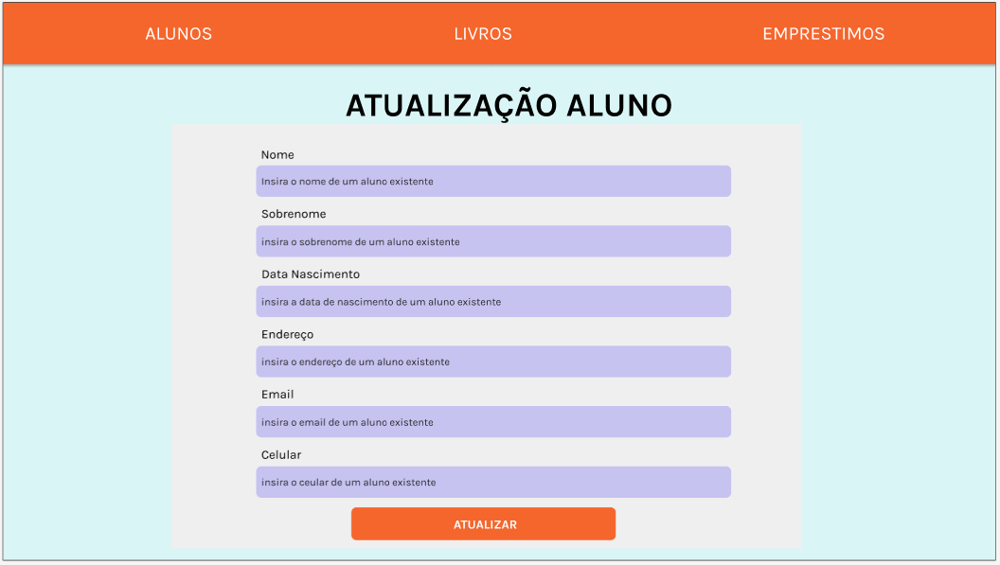 ALUNOS LIVROS EMPRESTIMOS
ATUALIZAÇÃO ALUNO
Nome
Insira o nome de um aluno existente
Sobrenome
insira o sobrenome de um aluno existente
Data Nascimento
insira a data de nascimento de um aluno existente
Endereço
insira o endereço de um aluno existente
Email
insira o email de um aluno existente
Celular
insira o ceular de um aluno existente
ATUALIZAR